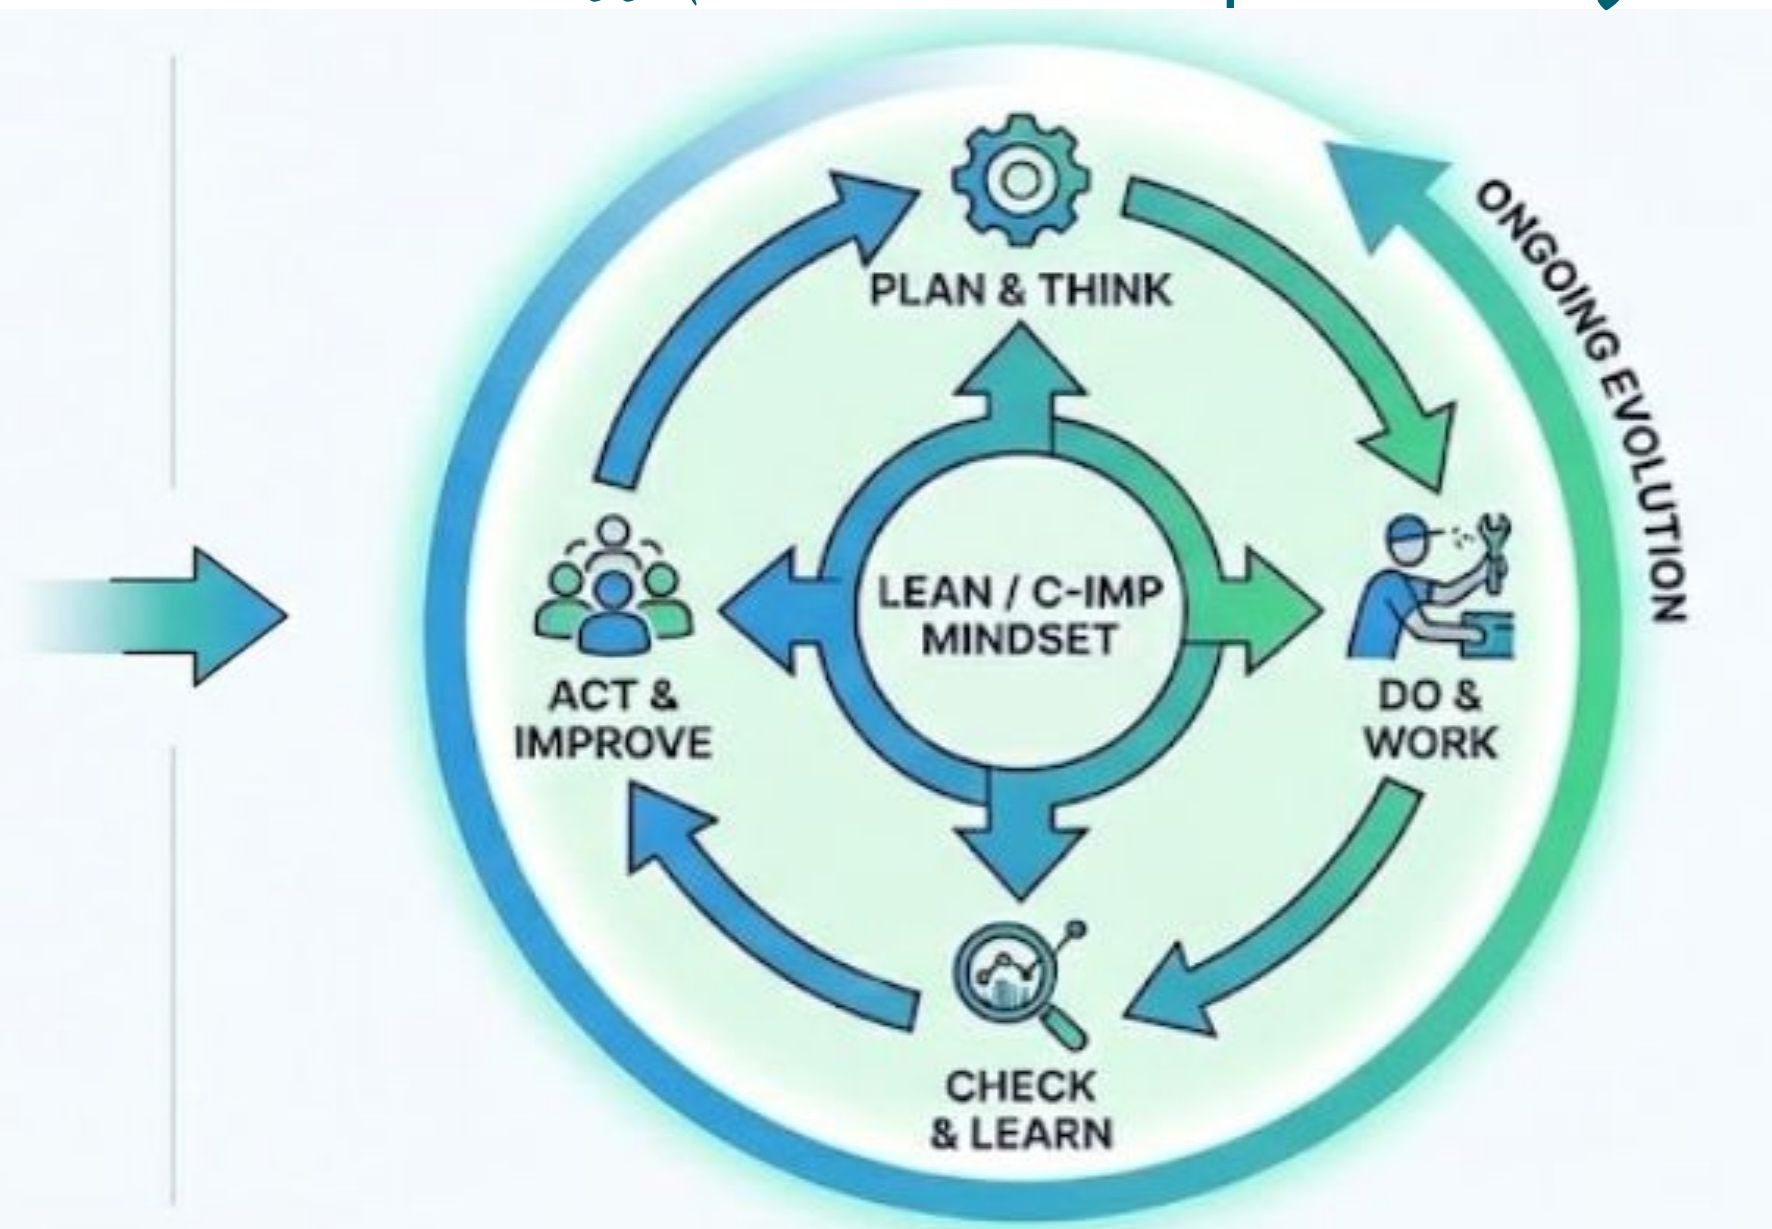 PLAN & THINK
ONGOING EVOLUTION
LEAN / C-IMP
MINDSET
ACT &
IMPROVE
DO &
WORK
CHECK
& LEARN